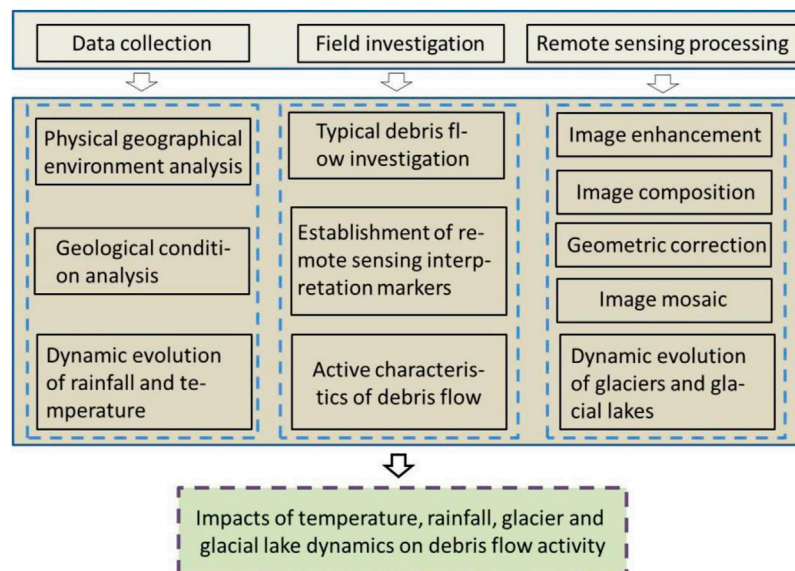 Data collection
Field investigation
Remote sensing processing
Physical geographical
environment analysis
Geological conditi-
on analysis
Dynamic evolution
of rainfall and te-
mperature
Typical debris fl-
ow investigation
Establishment of re-
mote sensing interp-
retation markers
Active characteris-
tics of debris flow
Image enhancement
Image composition
Geometric correction
Image mosaic
Dynamic evolution
of glaciers and gla-
cial lakes
Impacts of temperature, rainfall, glacier and
glacial lake dynamics on debris flow activity